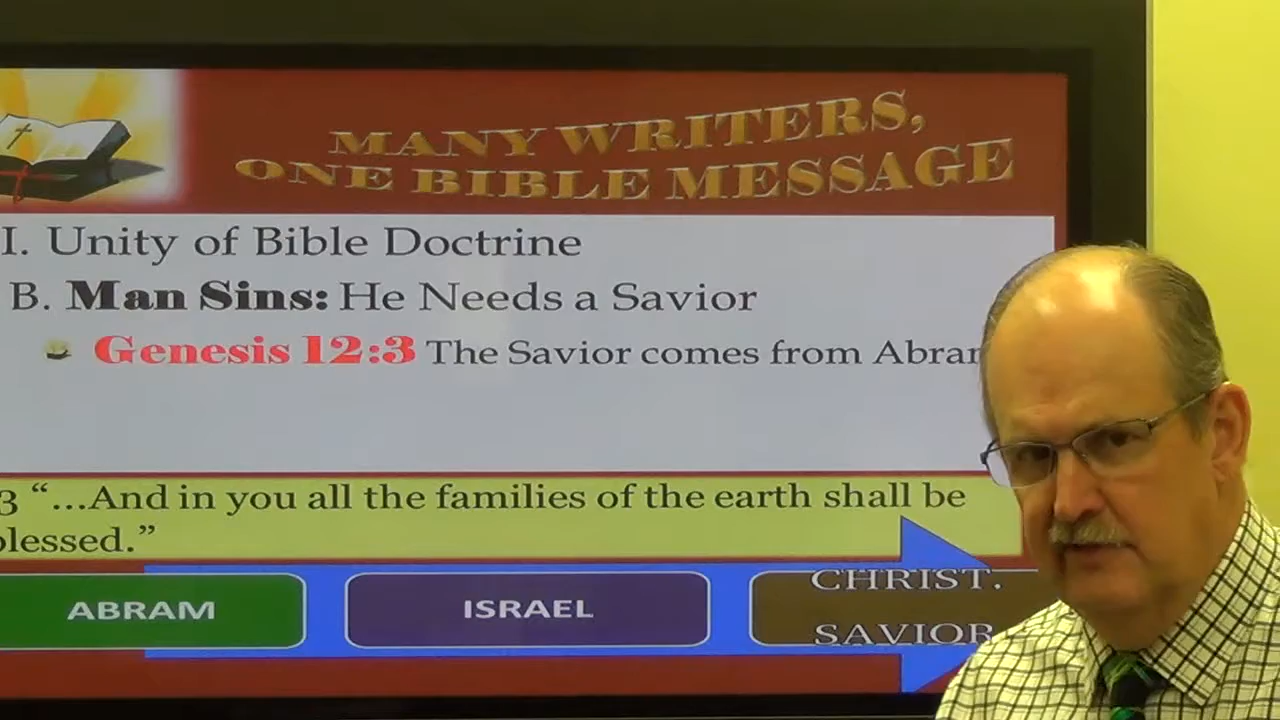 MANY WRITERS,
ONE BIBLE MESSAGE
I. Unity of Bible Doctrine
B. Man Sins: He Needs a Savior
Genesis 12:3 The Savior comes from
3 “...And in you all the families of the earth shall be
blessed.”
ABRAM
ISRAEL
CHRIST.
SAVIOR